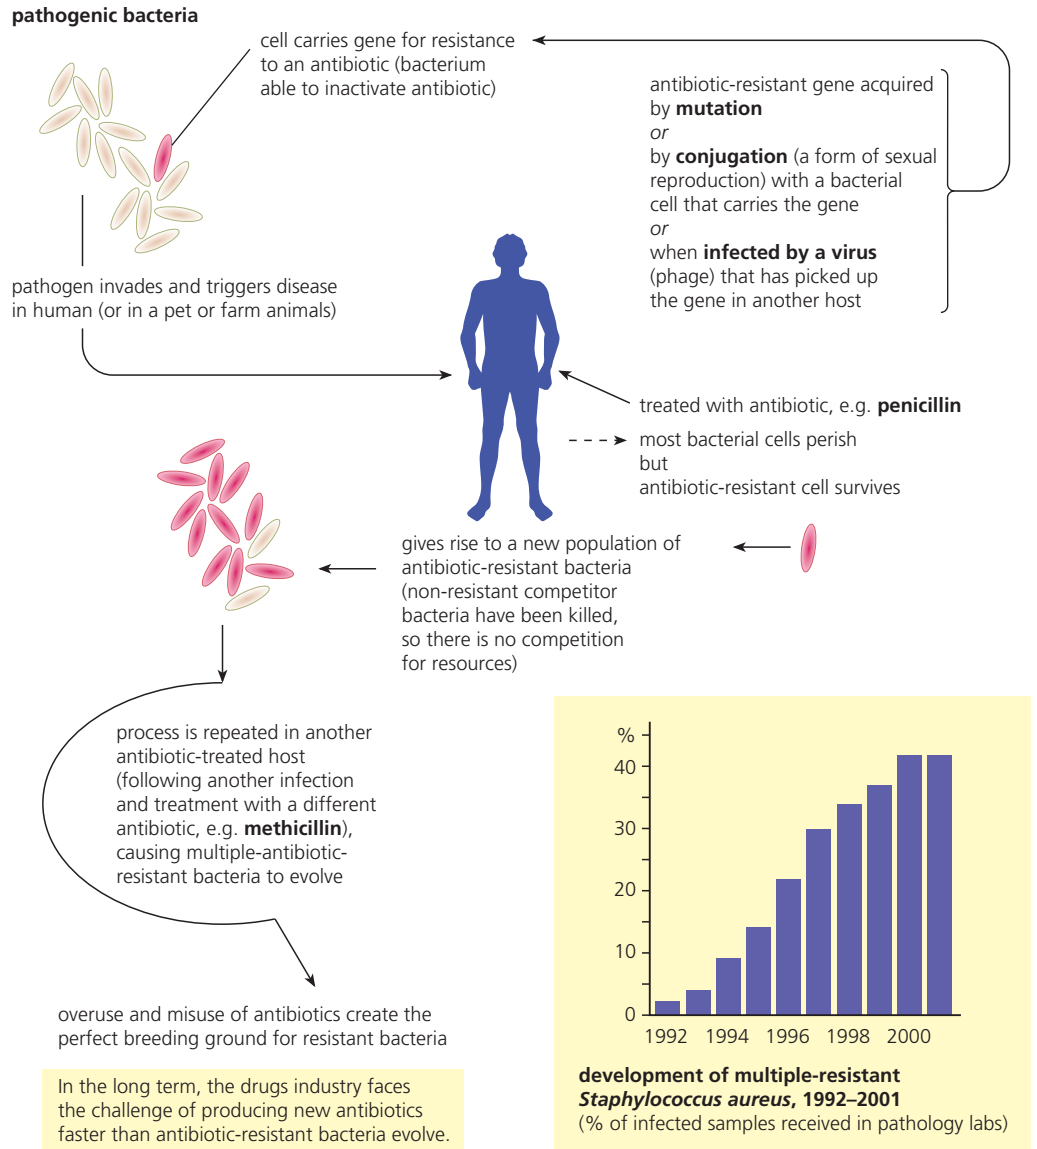 pathogenic bacteria
cell carries gene for resistance
to an antibiotic (bacterium
able to inactivate antibiotic)
antibiotic-resistant gene acquired
by mutation
or
by conjugation (a form of sexual
reproduction) with a bacterial
cell that carries the gene
or
when infected by a virus
(phage) that has picked up
the gene in another host
pathogen invades and triggers disease
in human (or in a pet or farm animals)
treated with antibiotic, e.g. penicillin
most bacterial cells perish
but
antibiotic-resistant cell survives
gives rise to a new population of
antibiotic-resistant bacteria
(non-resistant competitor
bacteria have been killed,
so there is no competition
for resources)
process is repeated in another
antibiotic-treated host
(following another infection
and treatment with a different
antibiotic, e.g. methicillin),
causing multiple-antibiotic-
resistant bacteria to evolve
overuse and misuse of antibiotics create the
perfect breeding ground for resistant bacteria
In the long term, the drugs industry faces
the challenge of producing new antibiotics
faster than antibiotic-resistant bacteria evolve.
%
40
30
20
10
0
1992 1994 1996 1998 2000
development of multiple-resistant
Staphylococcus aureus, 1992–2001
(% of infected samples received in pathology labs)